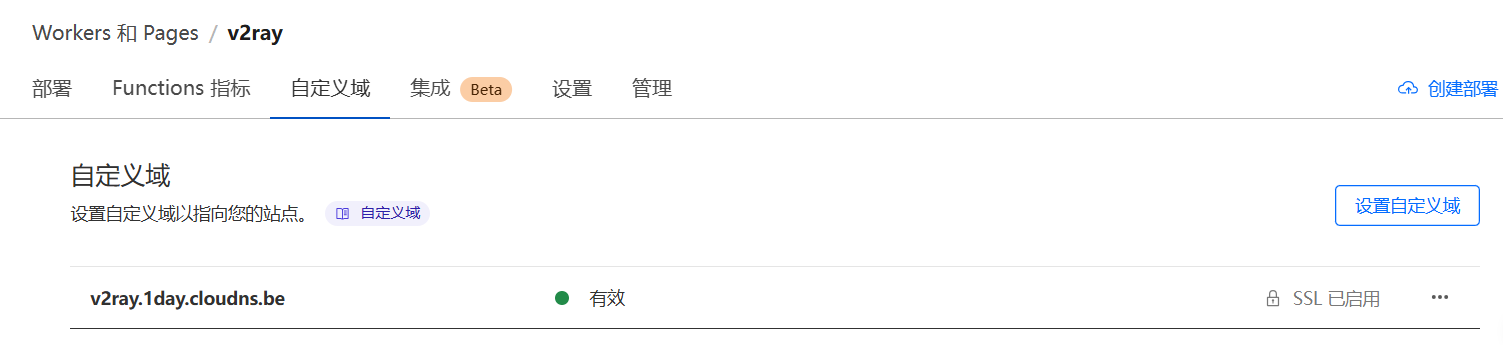 Workers 和 Pages / v2ray
部署 Functions 指标 自定义域 集成 Beta 设置 管理 创建部署
自定义域
设置自定义域以指向您的站点。 自定义域
设置自定义域
v2ray.1day.cloudns.be 有效 SSL 已启用 ···